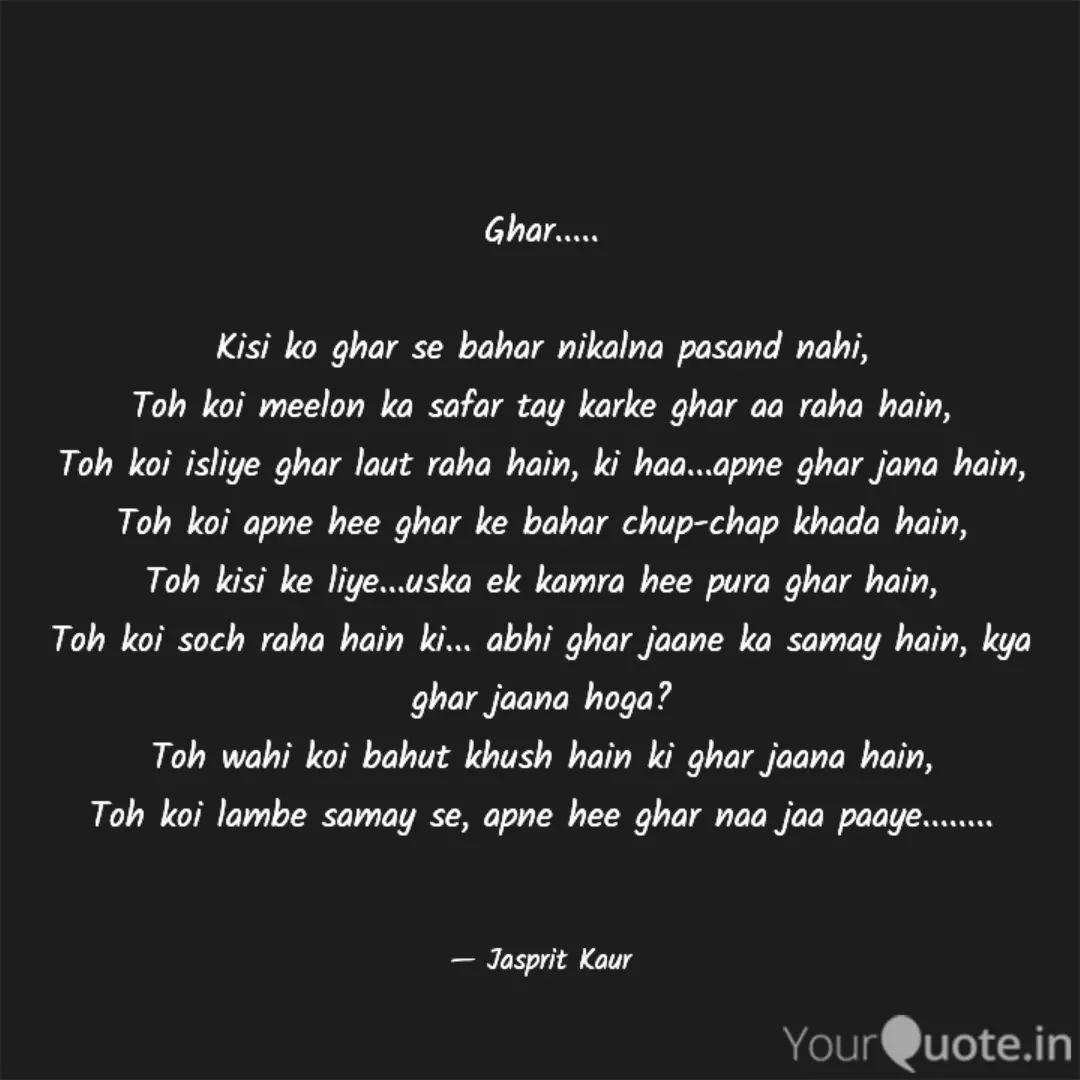 Ghar.....
Kisi ko ghar se bahar nikalna pasand nahi,
Toh koi meelon ka safar tay karke ghar aa raha hain,
Toh koi isliye ghar laut raha hain, ki haa...apne ghar jana hain,
Toh koi apne hee ghar ke bahar chup-chap khada hain,
Toh kisi ke liye...uska ek kamra hee pura ghar hain,
Toh koi soch raha hain ki... abhi ghar jaane ka samay hain, kya
ghar jaana hoga?
Toh wahi koi bahut khush hain ki ghar jaana hain,
Toh koi lambe samay se, apne hee ghar naa jaa paaye........
— Jasprit Kaur
YourQuote.in